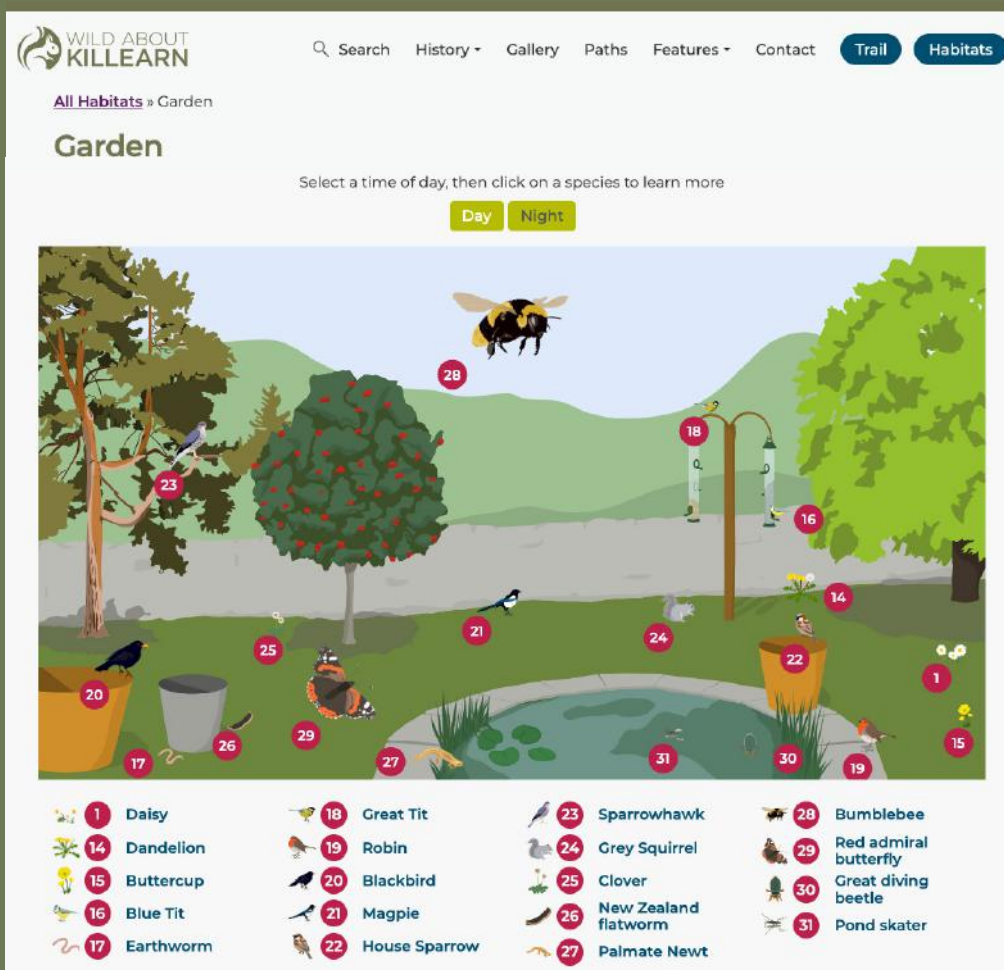 WILD ABOUT
KILLEARN
Search History Gallery Paths Features Contact Trail Habitats
All Habitats » Garden
Garden
Select a time of day, then click on a species to learn more
Day Night
28
18
23
16
14
21
24
25
22
1
20
29
26
15
17
27
31
30
19
1 Daisy
14 Dandelion
15 Buttercup
16 Blue Tit
17 Earthworm
18 Great Tit
19 Robin
20 Blackbird
21 Magpie
22 House Sparrow
23 Sparrowhawk
24 Grey Squirrel
25 Clover
26 New Zealand
flatworm
27 Palmate Newt
28 Bumblebee
29 Red admiral
butterfly
30 Great diving
beetle
31 Pond skater